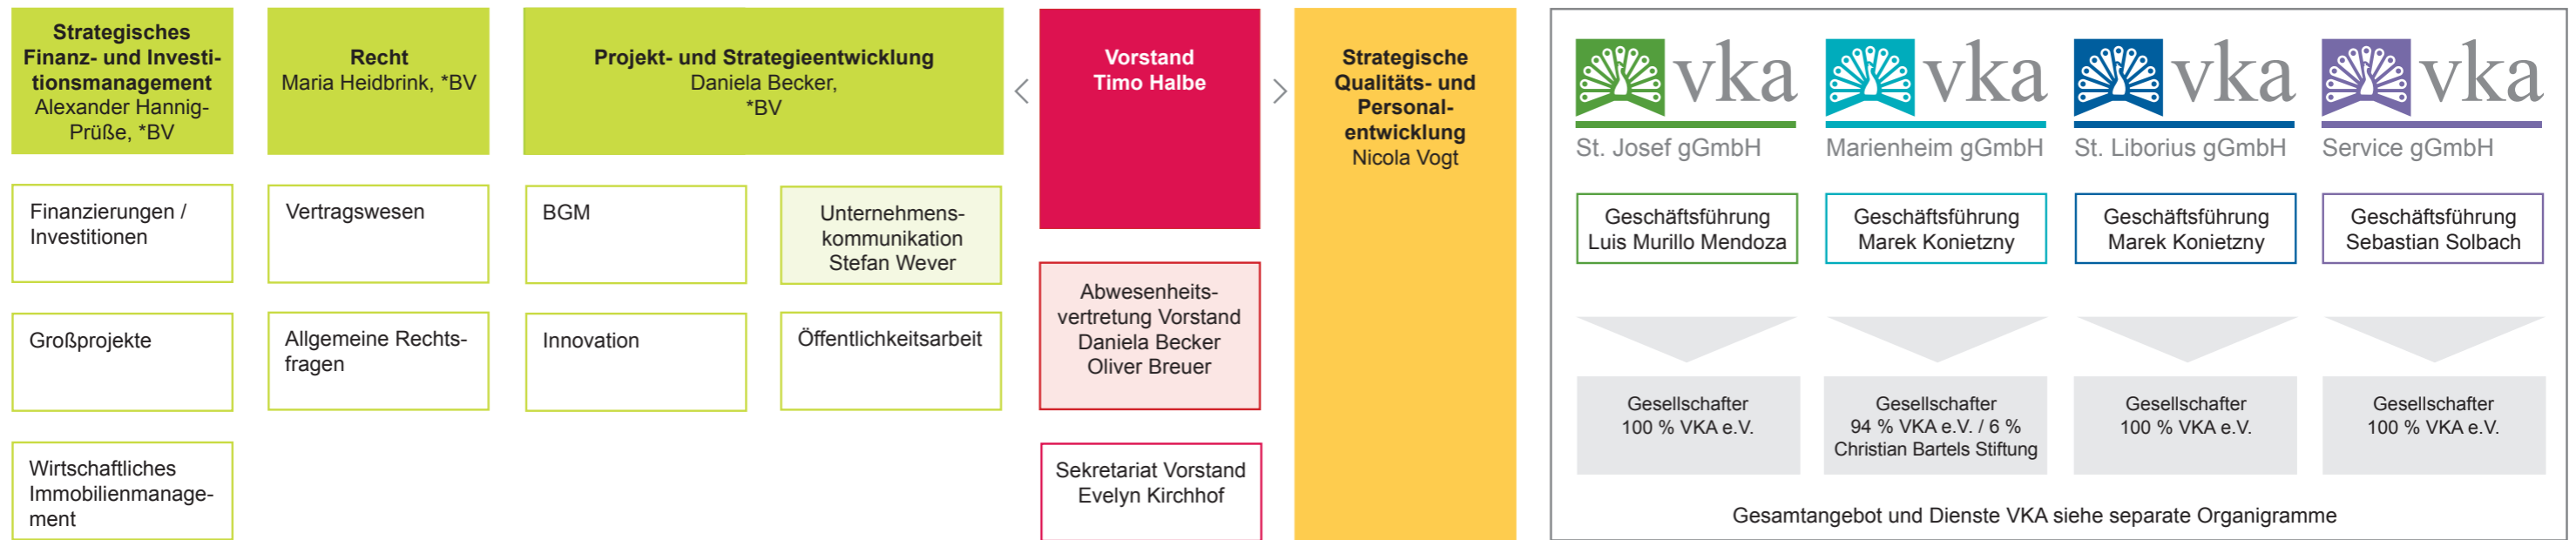 Strategisches
Finanz- und Investi-
tionsmanagement
Alexander Hannig-
Prüße, *BV
Finanzierungen /
Investitionen
Großprojekte
Wirtschaftliches
Immobilienmanage-
ment
Recht
Maria Heidbrink, *BV
Vertragswesen
Allgemeine Rechts-
fragen
Projekt- und Strategieentwicklung
Daniela Becker,
*BV
BGM
Innovation
Unternehmens-
kommunikation
Stefan Wever
Öffentlichkeitsarbeit
Vorstand
Timo Halbe
Abwesenheits-
vertretung Vorstand
Daniela Becker
Oliver Breuer
Sekretariat Vorstand
Evelyn Kirchhof
Strategische
Qualitäts- und
Personal-
entwicklung
Nicola Vogt
vka
St. Josef gGmbH
Geschäftsführung
Luis Murillo Mendoza
Gesellschafter
100 % VKA e.V.
vka
Marienheim gGmbH
Geschäftsführung
Marek Konietzny
Gesellschafter
94 % VKA e.V. / 6 %
Christian Bartels Stiftung
vka
St. Liborius gGmbH
Geschäftsführung
Marek Konietzny
Gesellschafter
100 % VKA e.V.
vka
Service gGmbH
Geschäftsführung
Sebastian Solbach
Gesellschafter
100 % VKA e.V.
Gesamtangebot und Dienste VKA siehe separate Organigramme